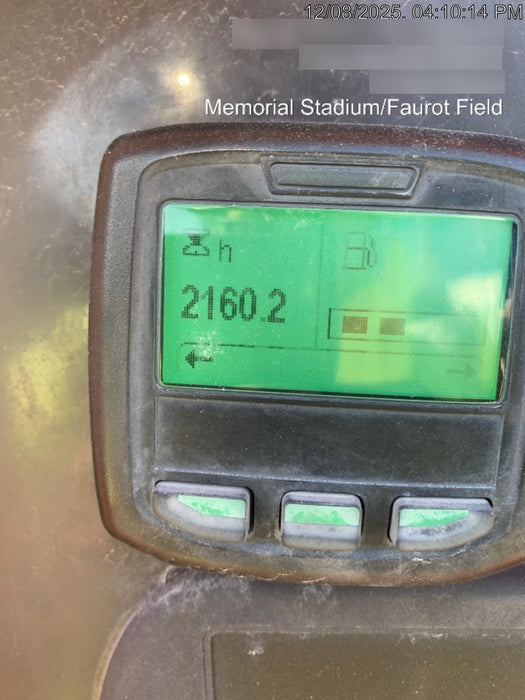 12/08/2025. 04:10:14 PM
Memorial Stadium/Faurot Field
h
2160.2